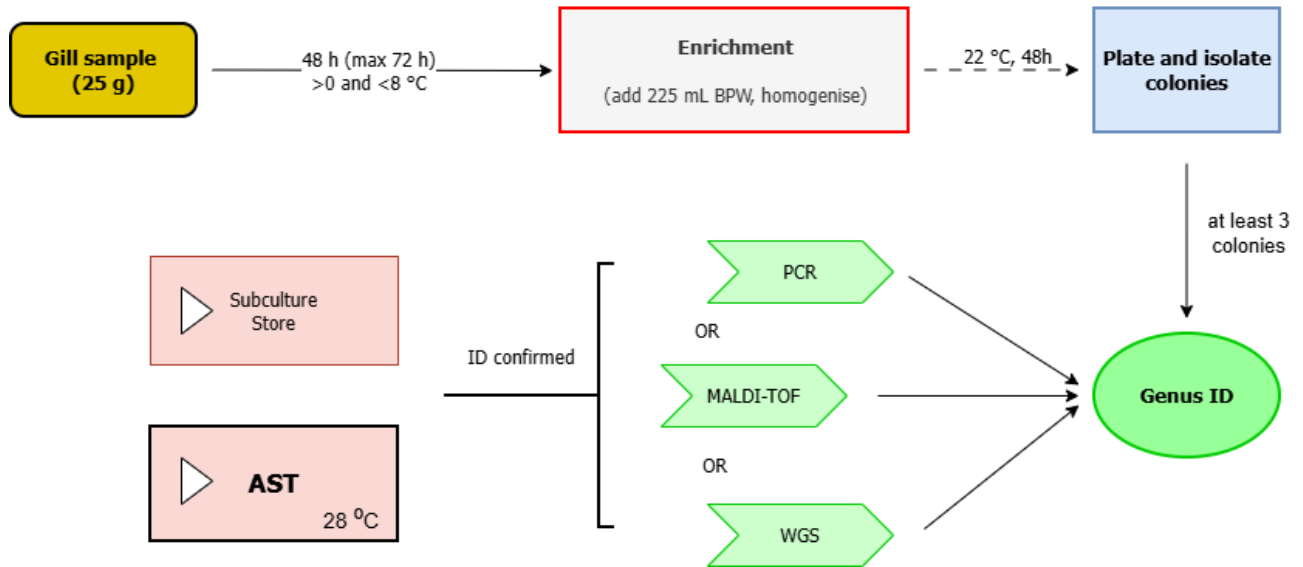 Gill sample
(25 g)
48 h (max 72 h)
>0 and <8 °C
Enrichment
(add 225 mL BPW, homogenise)
22 °C, 48h
Plate and isolate
colonies
at least 3
colonies
Subculture
Store
ID confirmed
PCR
OR
MALDI-TOF
OR
WGS
Genus ID
AST
28 ⁰C